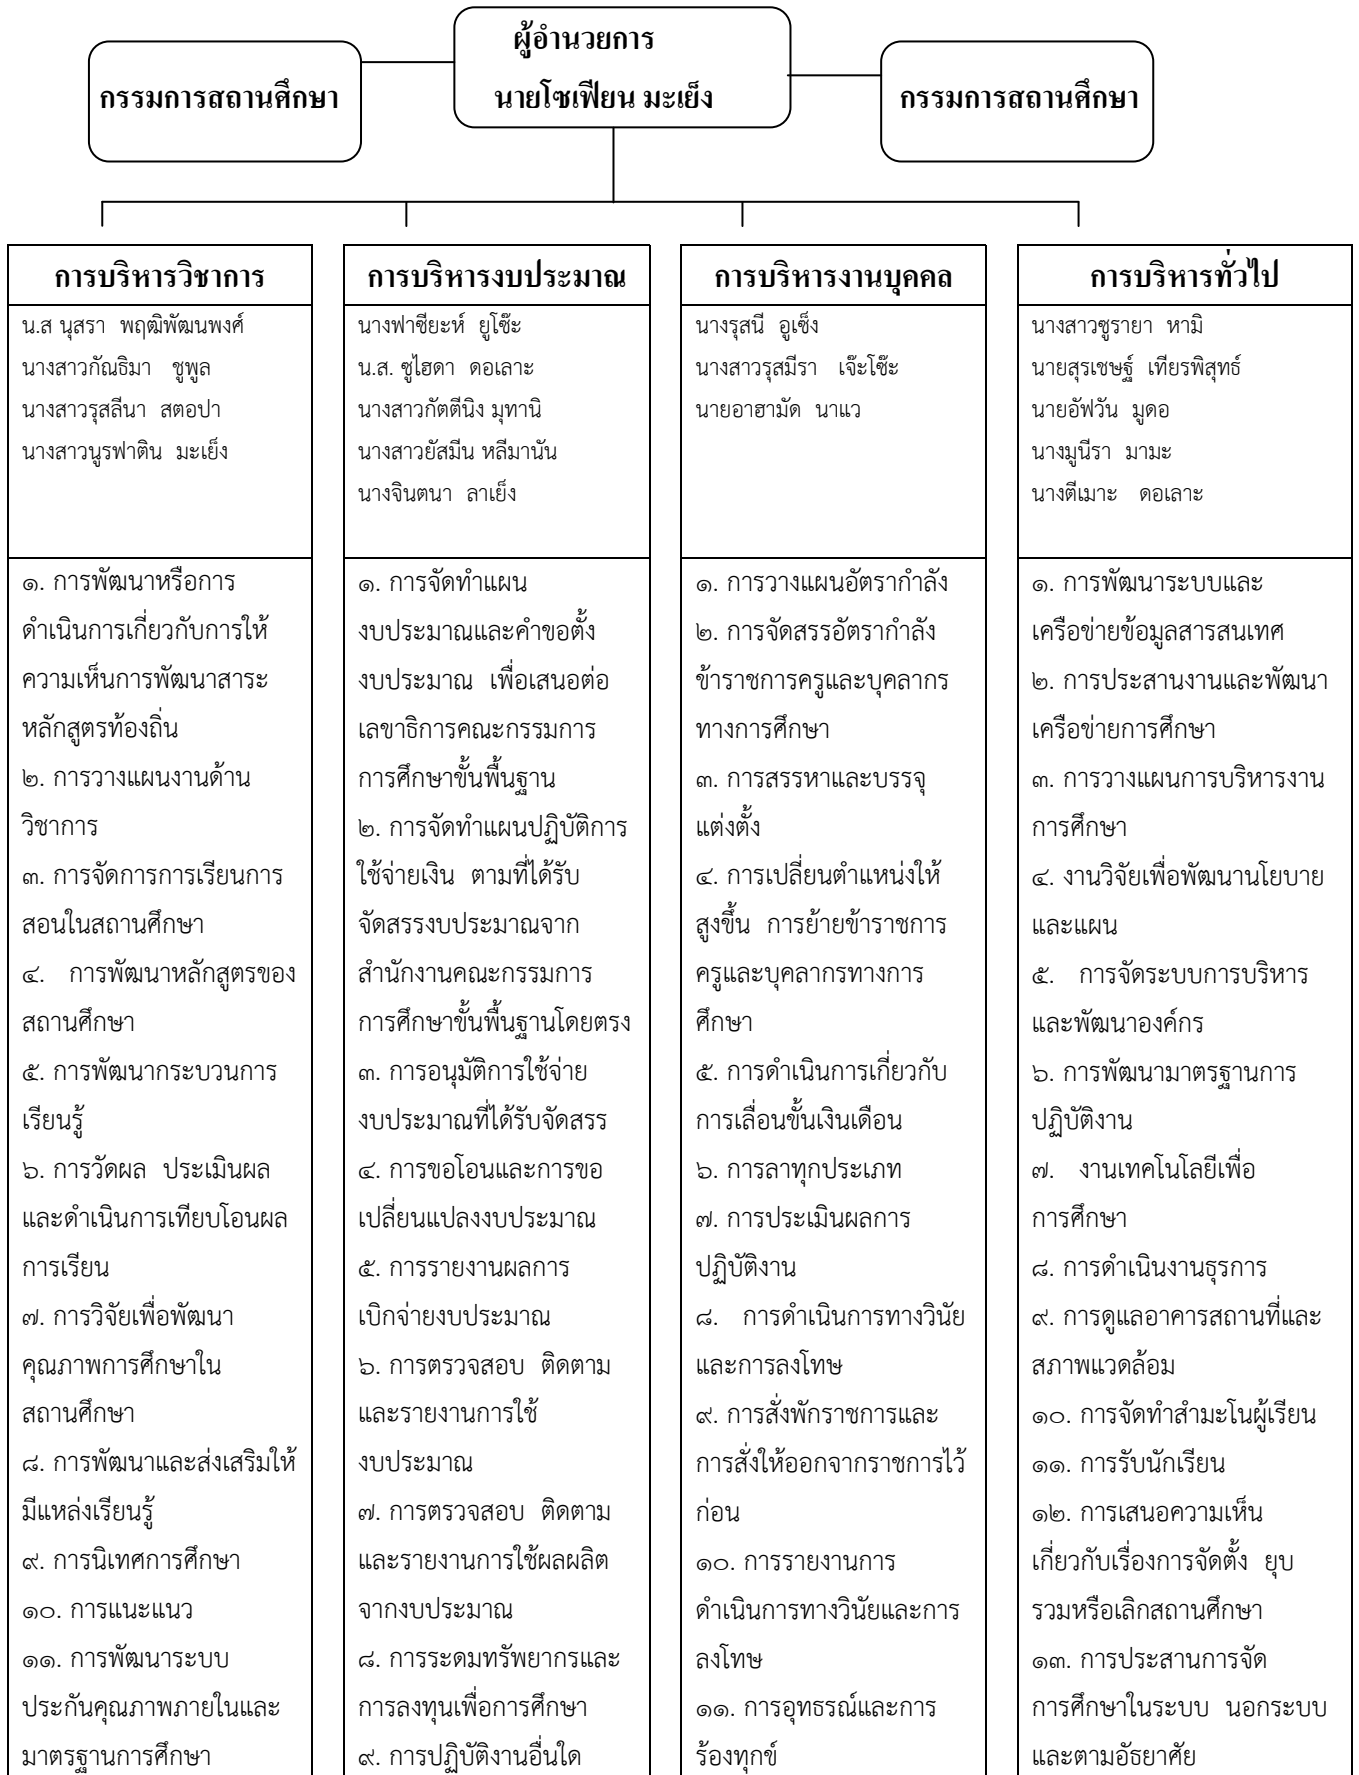 ผู้อำนวยการ
นายโซเฟียน มะเย็ง
กรรมการสถานศึกษา
กรรมการสถานศึกษา
การบริหารวิชาการ
น.ส นุสรา พฤฒิพัฒนพงศ์
นางสาวกัณธิมา ชูพูล
นางสาวรุสลีนา สตอปา
นางสาวนูรฟาติน มะเย็ง
๑. การพัฒนาหรือการ
ดำเนินการเกี่ยวกับการให้
ความเห็นการพัฒนาสาระ
หลักสูตรท้องถิ่น
๒. การวางแผนงานด้าน
วิชาการ
๓. การจัดการการเรียนการ
สอนในสถานศึกษา
๔. การพัฒนาหลักสูตรของ
สถานศึกษา
๕. การพัฒนากระบวนการ
เรียนรู้
๖. การวัดผล ประเมินผล
และดำเนินการเทียบโอนผล
การเรียน
๗. การวิจัยเพื่อพัฒนา
คุณภาพการศึกษาใน
สถานศึกษา
๘. การพัฒนาและส่งเสริมให้
มีแหล่งเรียนรู้
๙. การนิเทศการศึกษา
๑๐. การแนะแนว
๑๑. การพัฒนาระบบ
ประกันคุณภาพภายในและ
มาตรฐานการศึกษา
การบริหารงบประมาณ
นางฟาซียะห์ ยูโซ๊ะ
น.ส. ซูไฮดา ดอเลาะ
นางสาวกัตตีนิง มุทานิ
นางสาวยัสมีน หลีมานัน
นางจินตนา ลาเย็ง
๑. การจัดทำแผน
งบประมาณและคำขอตั้ง
งบประมาณ เพื่อเสนอต่อ
เลขาธิการคณะกรรมการ
การศึกษาขั้นพื้นฐาน
๒. การจัดทำแผนปฏิบัติการ
ใช้จ่ายเงิน ตามที่ได้รับ
จัดสรรงบประมาณจาก
สำนักงานคณะกรรมการ
การศึกษาขั้นพื้นฐานโดยตรง
๓. การอนุมัติการใช้จ่าย
งบประมาณที่ได้รับจัดสรร
๔. การขอโอนและการขอ
เปลี่ยนแปลงงบประมาณ
๕. การรายงานผลการ
เบิกจ่ายงบประมาณ
๖. การตรวจสอบ ติดตาม
และรายงานการใช้
งบประมาณ
๗. การตรวจสอบ ติดตาม
และรายงานการใช้ผลผลิต
จากงบประมาณ
๘. การระดมทรัพยากรและ
การลงทุนเพื่อการศึกษา
๙. การปฏิบัติงานอื่นใด
การบริหารงานบุคคล
นางรุสนี อูเซ็ง
นางสาวรุสมีรา เจ๊ะโซ๊ะ
นายอาฮามัด นาแว
๑. การวางแผนอัตรากำลัง
๒. การจัดสรรอัตรากำลัง
ข้าราชการครูและบุคลากร
ทางการศึกษา
๓. การสรรหาและบรรจุ
แต่งตั้ง
๔. การเปลี่ยนตำแหน่งให้
สูงขึ้น การย้ายข้าราชการ
ครูและบุคลากรทางการ
ศึกษา
๕. การดำเนินการเกี่ยวกับ
การเลื่อนขั้นเงินเดือน
๖. การลาทุกประเภท
๗. การประเมินผลการ
ปฏิบัติงาน
๘. การดำเนินการทางวินัย
และการลงโทษ
๙. การสั่งพักราชการและ
การสั่งให้ออกจากราชการไว้
ก่อน
๑๐. การรายงานการ
ดำเนินการทางวินัยและการ
ลงโทษ
๑๑. การอุทธรณ์และการ
ร้องทุกข์
การบริหารทั่วไป
นางสาวซูรายา หามิ
นายสุรเชษฐ์ เทียรพิสุทธ์
นายอัฟวัน มูดอ
นางมูนีรา มามะ
นางตีเมาะ ดอเลาะ
๑. การพัฒนาระบบและ
เครือข่ายข้อมูลสารสนเทศ
๒. การประสานงานและพัฒนา
เครือข่ายการศึกษา
๓. การวางแผนการบริหารงาน
การศึกษา
๔. งานวิจัยเพื่อพัฒนานโยบาย
และแผน
๕. การจัดระบบการบริหาร
และพัฒนาองค์กร
๖. การพัฒนามาตรฐานการ
ปฏิบัติงาน
๗. งานเทคโนโลยีเพื่อ
การศึกษา
๘. การดำเนินงานธุรการ
๙. การดูแลอาคารสถานที่และ
สภาพแวดล้อม
๑๐. การจัดทำสำมะโนผู้เรียน
๑๑. การรับนักเรียน
๑๒. การเสนอความเห็น
เกี่ยวกับเรื่องการจัดตั้ง ยุบ
รวมหรือเลิกสถานศึกษา
๑๓. การประสานการจัด
การศึกษาในระบบ นอกระบบ
และตามอัธยาศัย